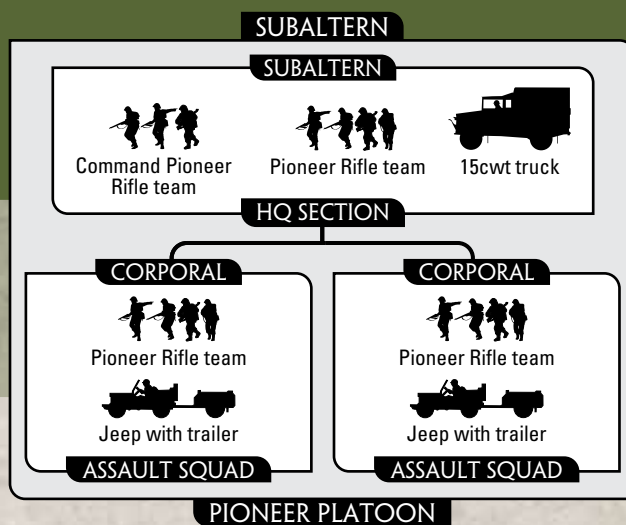 SUBALTERN
SUBALTERN
Command Pioneer
Rifle team
Pioneer Rifle team
15cwt truck
HQ SECTION
CORPORAL
Pioneer Rifle team
Jeep with trailer
ASSAULT SQUAD
CORPORAL
Pioneer Rifle team
Jeep with trailer
ASSAULT SQUAD
PIONEER PLATOON